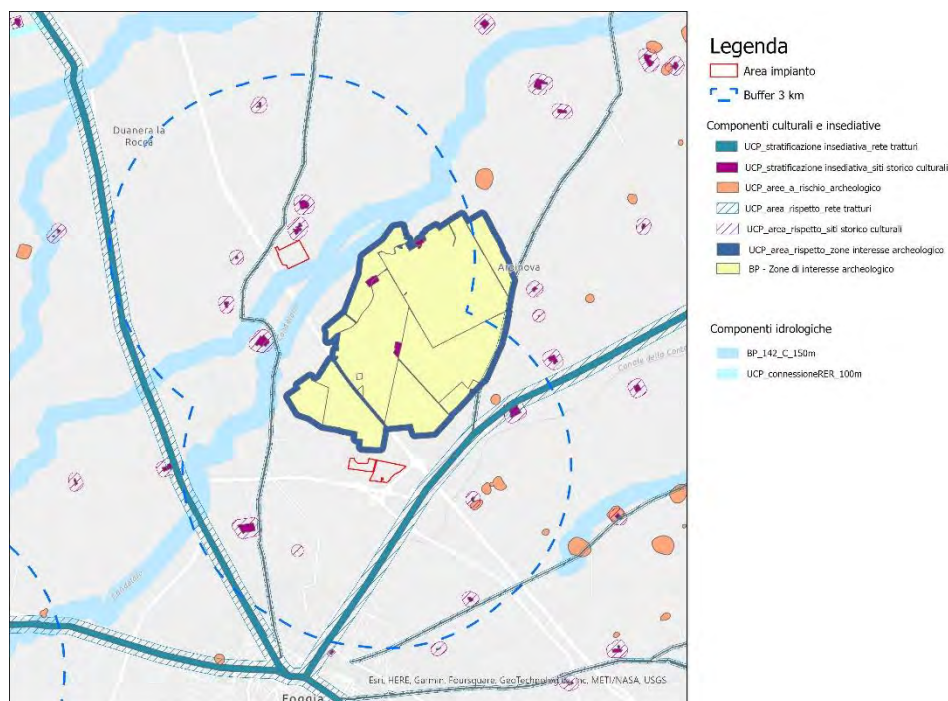 Duanera la
Rocca
Arpinova
Candelaro
Foggia
Esri, HERE, Garmin, Foursquare, GeoTechnologies, Inc, METI/NASA, USGS
Legenda
Area impianto
Buffer 3 km
Componenti culturali e insediative
UCP_stratificazione insediativa_rete tratturi
UCP_stratificazione insediativa_siti storico culturali
UCP_aree_a_rischio_archeologico
UCP_area_rispetto_rete tratturi
UCP_area_rispetto_siti storico culturali
UCP_area_rispetto_zone interesse archeologico
BP - Zone di interesse archeologico
Componenti idrologiche
BP_142_C_150m
UCP_connessioneRER_100m